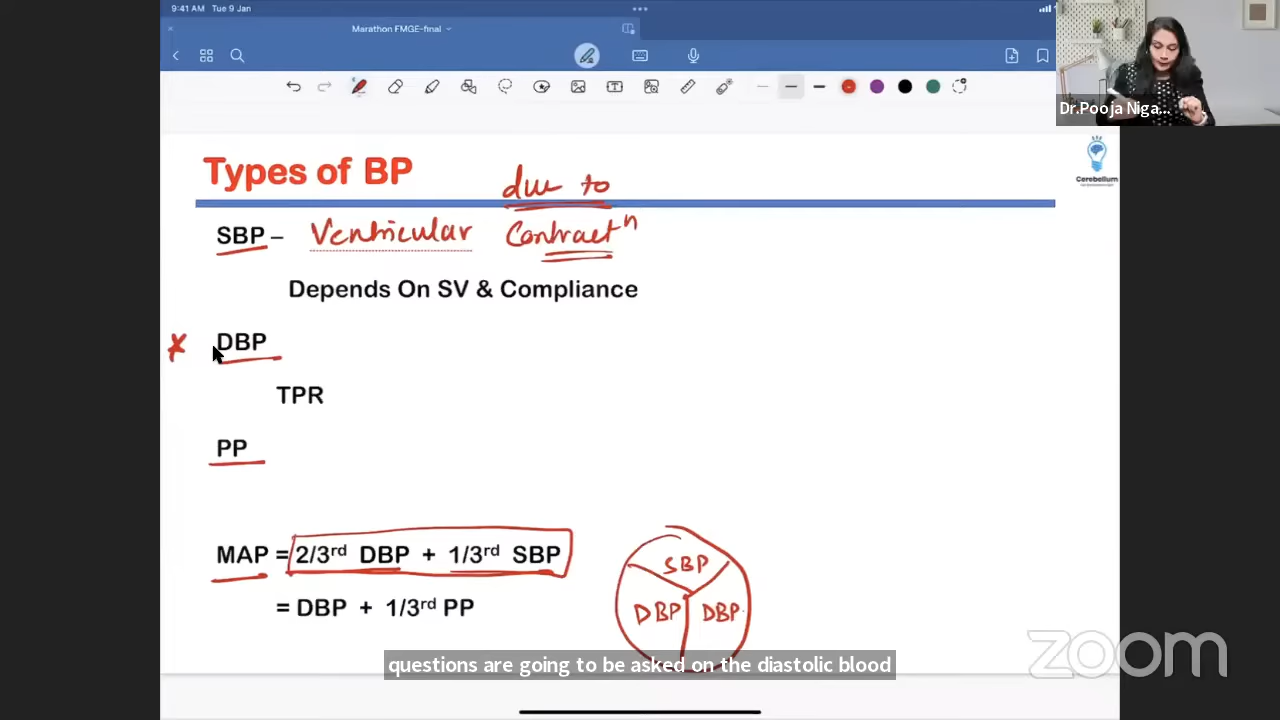 9:41 AM Tue 9 Jan
Marathon FMGE-final
Dr.Pooja Niga...
Types of BP
due to
Cerebellum
SBP – Ventricular Contractⁿ
Depends On SV & Compliance
DBP
TPR
PP
MAP = 2/3rd DBP + 1/3rd SBP
= DBP + 1/3rd PP
SBP
DBP DBP
zoom
questions are going to be asked on the diastolic blood